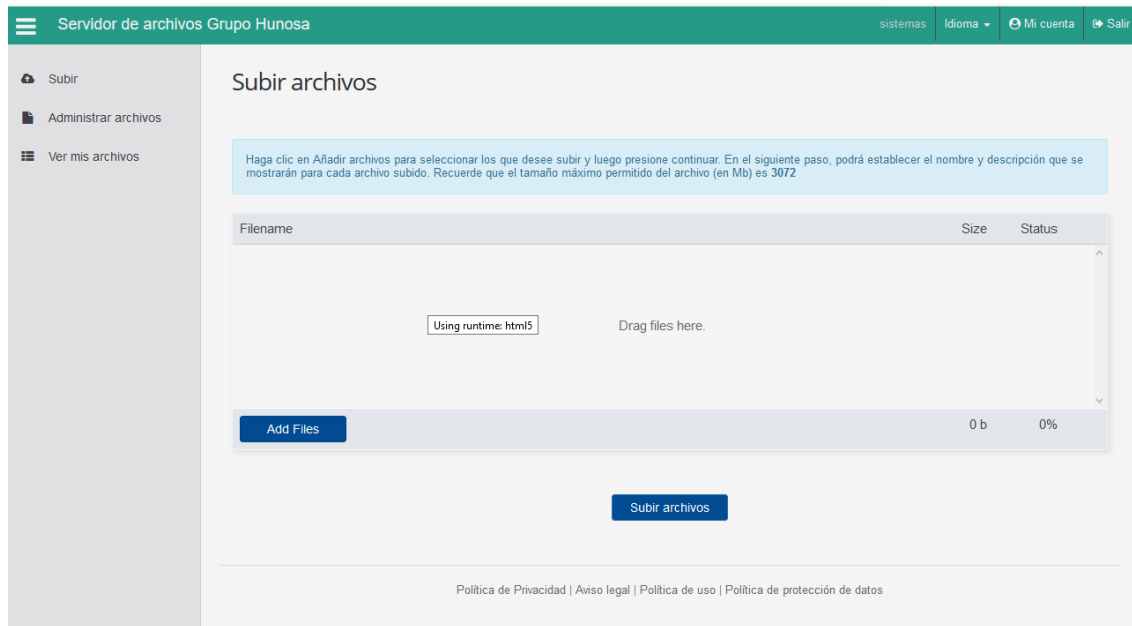 Servidor de archivos Grupo Hunosa
sistemas
Idioma
Mi cuenta
Salir
Subir
Administrar archivos
Ver mis archivos
Subir archivos
Haga clic en Añadir archivos para seleccionar los que desee subir y luego presione continuar. En el siguiente paso, podrá establecer el nombre y descripción que se
mostrarán para cada archivo subido. Recuerde que el tamaño máximo permitido del archivo (en Mb) es 3072
Filename Size Status
Using runtime: html5
Drag files here.
Add Files 0 b 0%
Subir archivos
Política de Privacidad | Aviso legal | Política de uso | Política de protección de datos